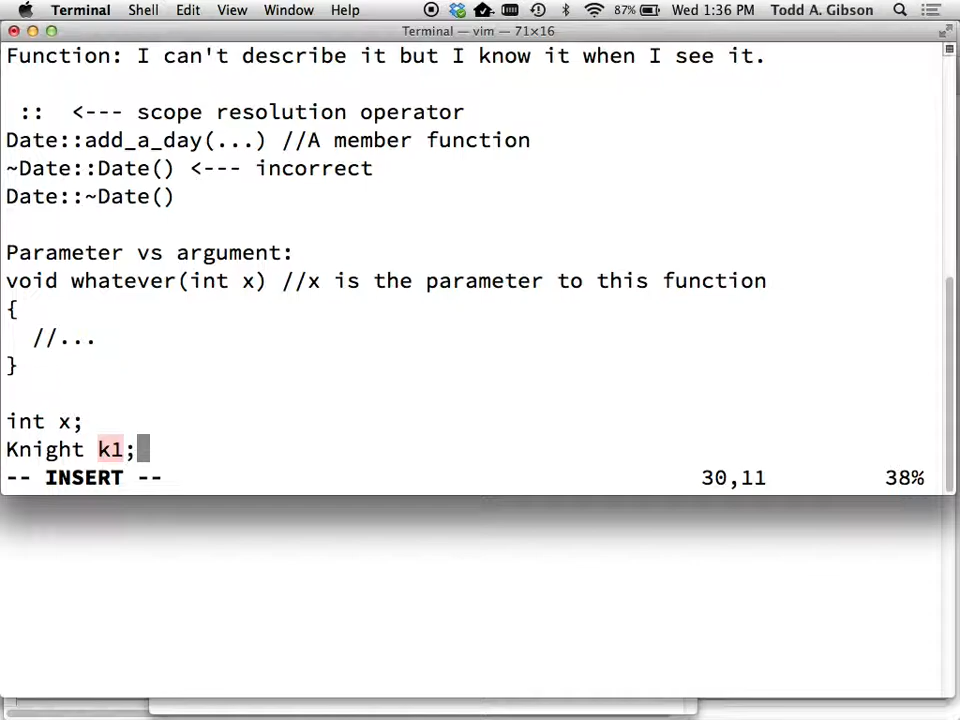 Terminal Shell Edit View Window Help 87% Wed 1:36 PM Todd A. Gibson
Terminal — vim — 71×16
Function: I can't describe it but I know it when I see it.
:: <--- scope resolution operator
Date::add_a_day(...) //A member function
~Date::Date() <--- incorrect
Date::~Date()
Parameter vs argument:
void whatever(int x) //x is the parameter to this function
{
//...
}
int x;
Knight k1;
-- INSERT -- 30,11 38%